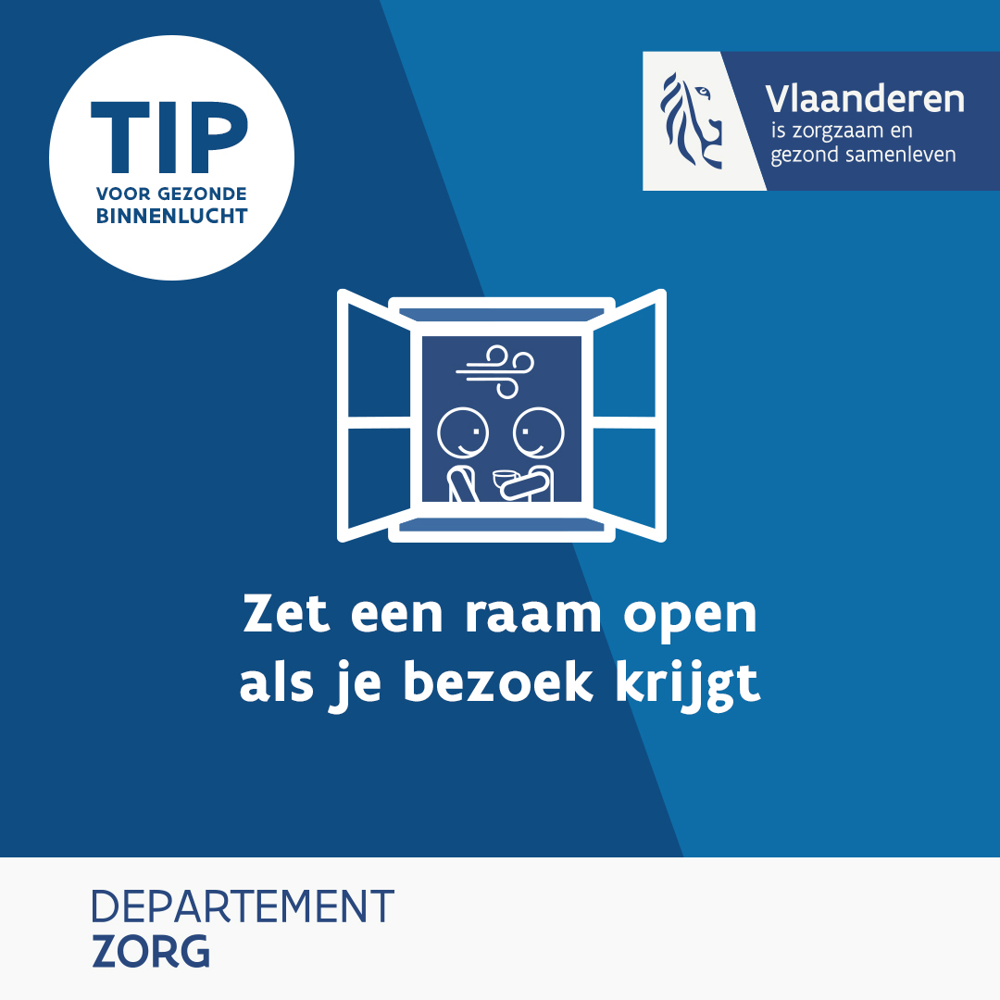 TIP
VOOR GEZONDE
BINNENLUCHT
Vlaanderen
is zorgzaam en
gezond samenleven
Zet een raam open
als je bezoek krijgt
DEPARTEMENT
ZORG